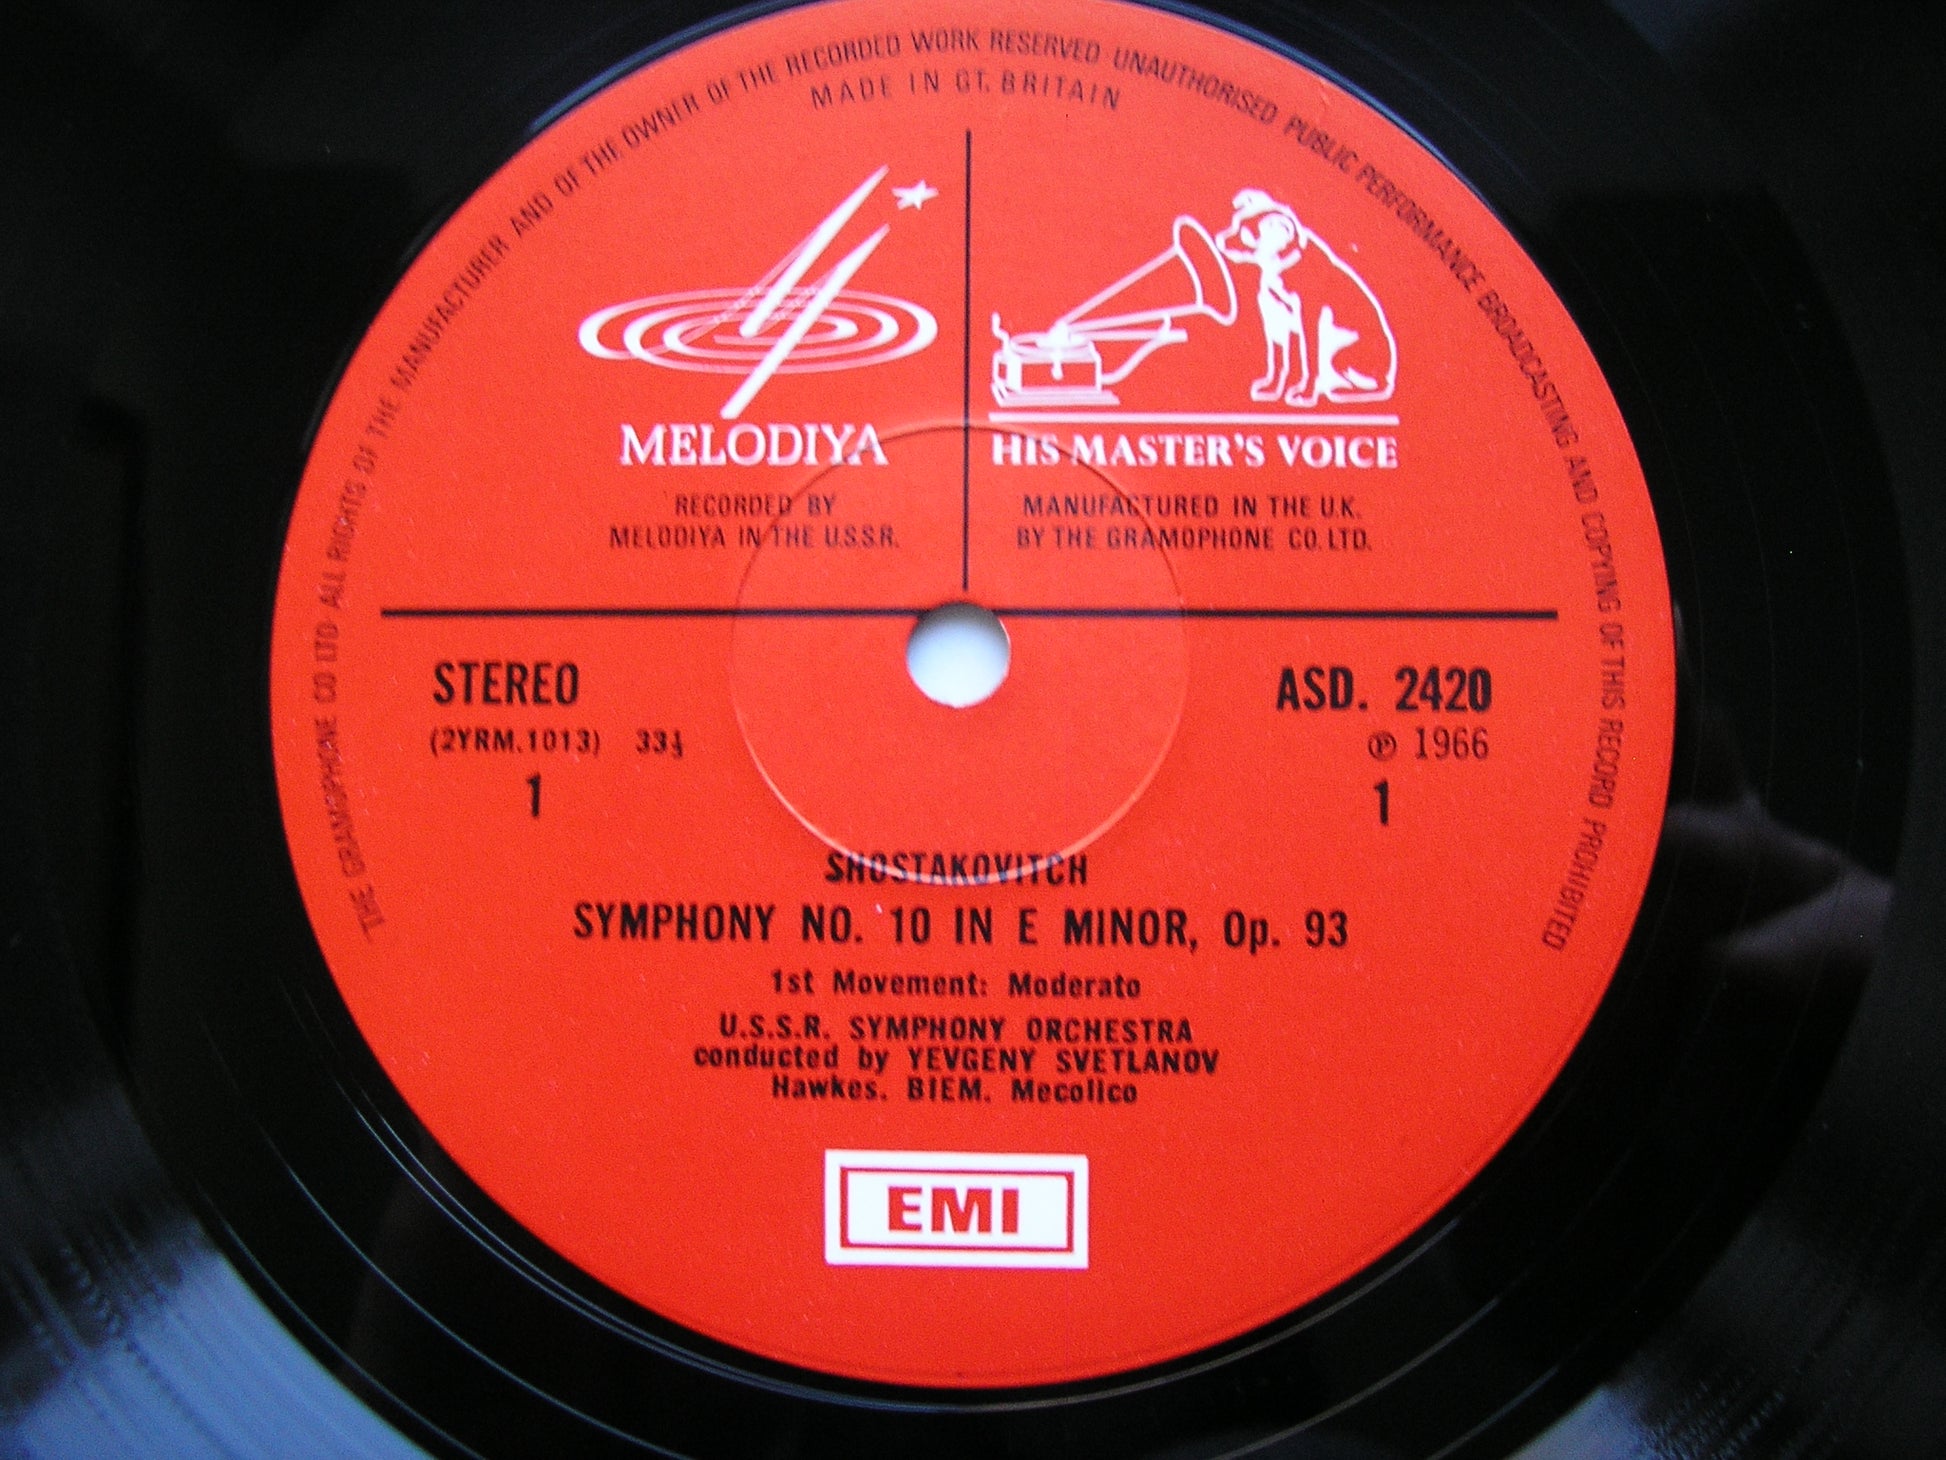 THE GRAMOPHONE CO LTD ALL RIGHTS OF THE MANUFACTURER AND OF THE OWNER OF THE RECORDED WORK RESERVED UNAUTHORISED PUBLIC PERFORMANCE BROADCASTING AND COPYING OF THIS RECORD PROHIBITED
MADE IN GT. BRITAIN
MELODIYA
RECORDED BY
MELODIYA IN THE U.S.S.R.
HIS MASTER'S VOICE
MANUFACTURED IN THE U.K.
BY THE GRAMOPHONE CO. LTD.
STEREO
(2YRM.1013) 33⅓
1
ASD. 2420
℗ 1966
1
SHOSTAKOVITCH
SYMPHONY NO. 10 IN E MINOR, Op. 93
1st Movement: Moderato
U.S.S.R. SYMPHONY ORCHESTRA
conducted by YEVGENY SVETLANOV
Hawkes. BIEM. Mecolico
EMI